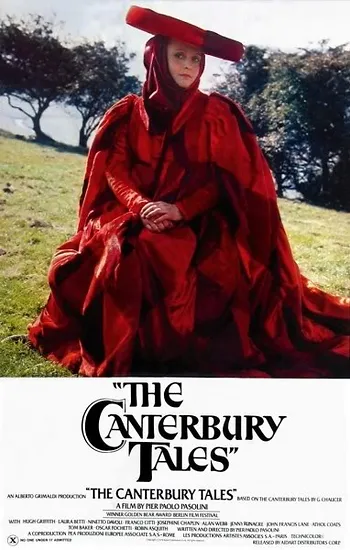 "THE
CANTERBURY
TALES"
AN ALBERTO GRIMALDI PRODUCTION "THE CANTERBURY TALES" BASED ON THE CANTERBURY TALES BY G. CHAUCER
A FILM BY PIER PAOLO PASOLINI
WINNER GOLDEN BEAR AWARD BERLIN FILM FESTIVAL
WITH HUGH GRIFFITH LAURA BETTI NINETTO DAVOLI FRANCO CITTI JOSEPHINE CHAPLIN ALAN WEBB JENNY RUNACRE JOHN FRANCIS LANE ATHOL COATS
TOM BAKER OSCAR FOCHETTI ROBIN ASQUITH WRITTEN AND DIRECTED BY PIER PAOLO PASOLINI
A COPRODUCTION PEA PRODUZIONI EUROPEE ASSOCIATE S.A.S.-ROME LES PRODUCTIONS ARTISTES ASSOCIES S.A.-PARIS TECHNICOLOR
X NO ONE UNDER 17 ADMITTED RELEASED BY AIDART DISTRIBUTORS CORP.